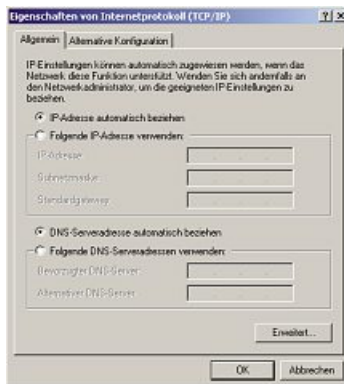 Eigenschaften von Internetprotokoll (TCP/IP)
Allgemein
Alternative Konfiguration
IP-Einstellungen können automatisch zugewiesen werden, wenn das
Netzwerk diese Funktion unterstützt. Wenden Sie sich andernfalls an
den Netzwerkadministrator, um die geeigneten IP-Einstellungen zu
beziehen.
IP-Adresse automatisch beziehen
Folgende IP-Adresse verwenden:
IP-Adresse:
Subnetzmaske:
Standardgateway:
DNS-Serveradresse automatisch beziehen
Folgende DNS-Serveradressen verwenden:
Bevorzugter DNS-Server:
Alternativer DNS-Server:
Erweitert...
OK
Abbrechen